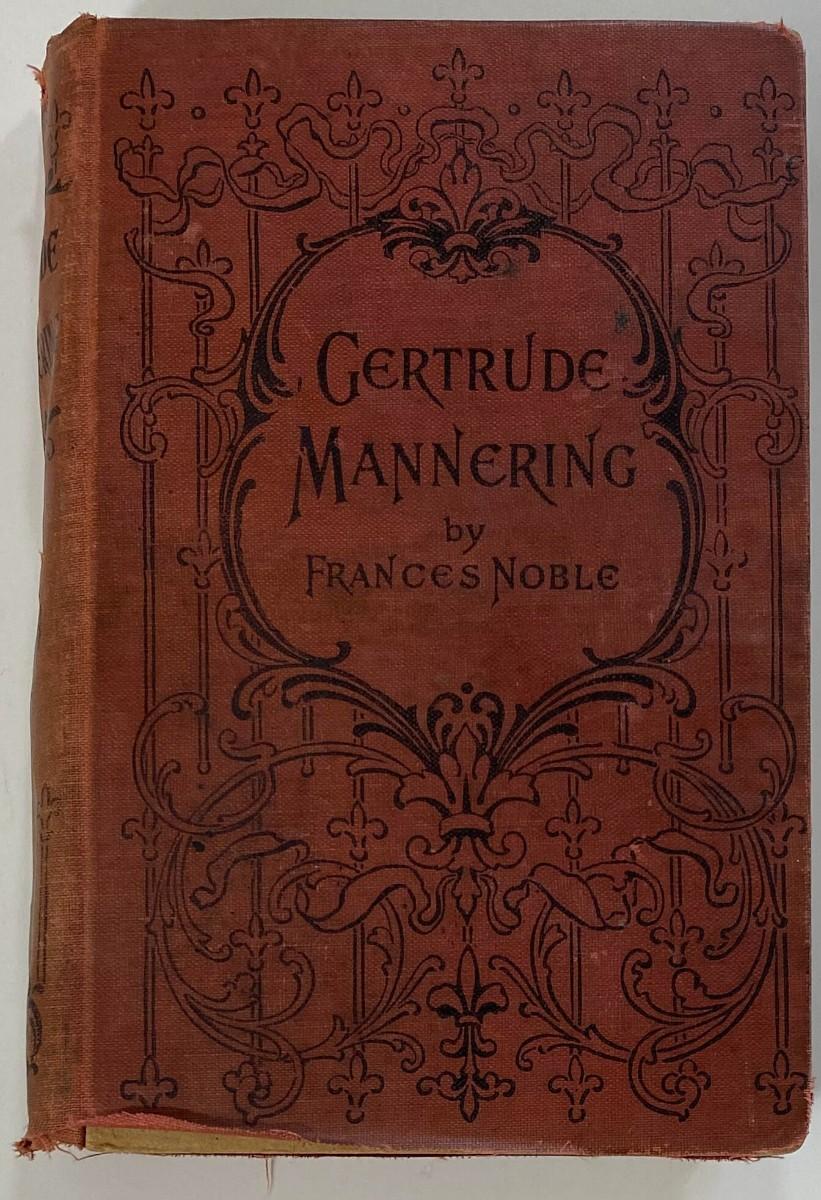 GERTRUDE
MANNERING
by
FRANCES NOBLE